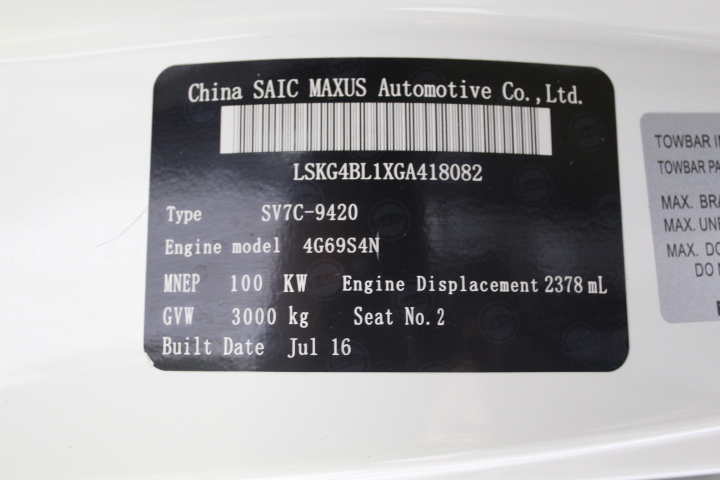 China SAIC MAXUS Automotive Co.,Ltd.
LSKG4BL1XGA418082
Type SV7C-9420
Engine model 4G69S4N
MNEP 100 KW Engine Displacement 2378 mL
GVW 3000 kg Seat No.2
Built Date Jul 16
TOWBAR
TOWBAR
MAX.
MAX.
MAX.
DO